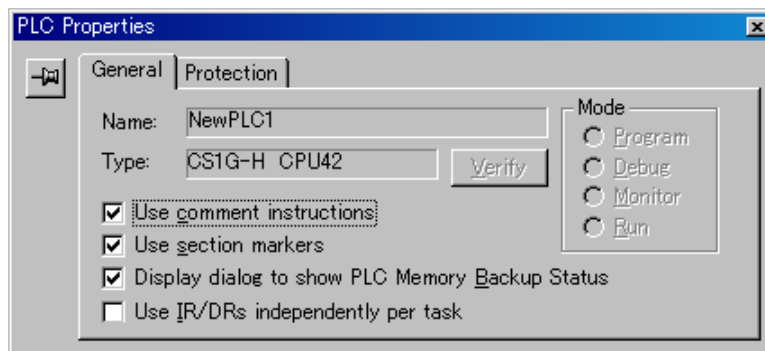 PLC Properties
General Protection
Name: NewPLC1
Type: CS1G-H CPU42 Verify
Mode
Program
Debug
Monitor
Run
Use comment instructions
Use section markers
Display dialog to show PLC Memory Backup Status
Use IR/DRs independently per task